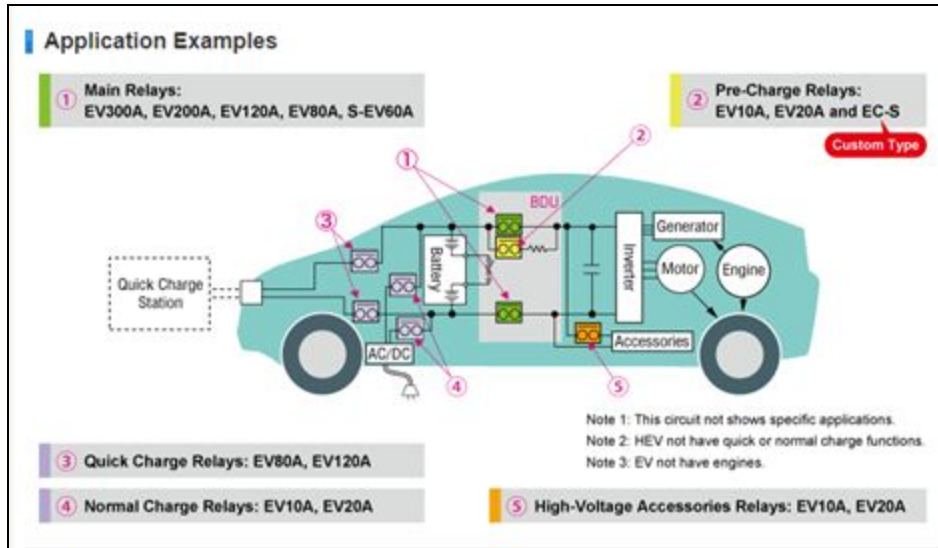 Application Examples
① Main Relays:
EV300A, EV200A, EV120A, EV80A, S-EV60A
② Pre-Charge Relays:
EV10A, EV20A and EC-S
Custom Type
②
①
BDU
③
Generator
Battery
Inverter
Motor
Engine
Quick Charge
Station
Accessories
AC/DC
④
⑤
Note 1: This circuit not shows specific applications.
Note 2: HEV not have quick or normal charge functions.
Note 3: EV not have engines.
③ Quick Charge Relays: EV80A, EV120A
④ Normal Charge Relays: EV10A, EV20A
⑤ High-Voltage Accessories Relays: EV10A, EV20A